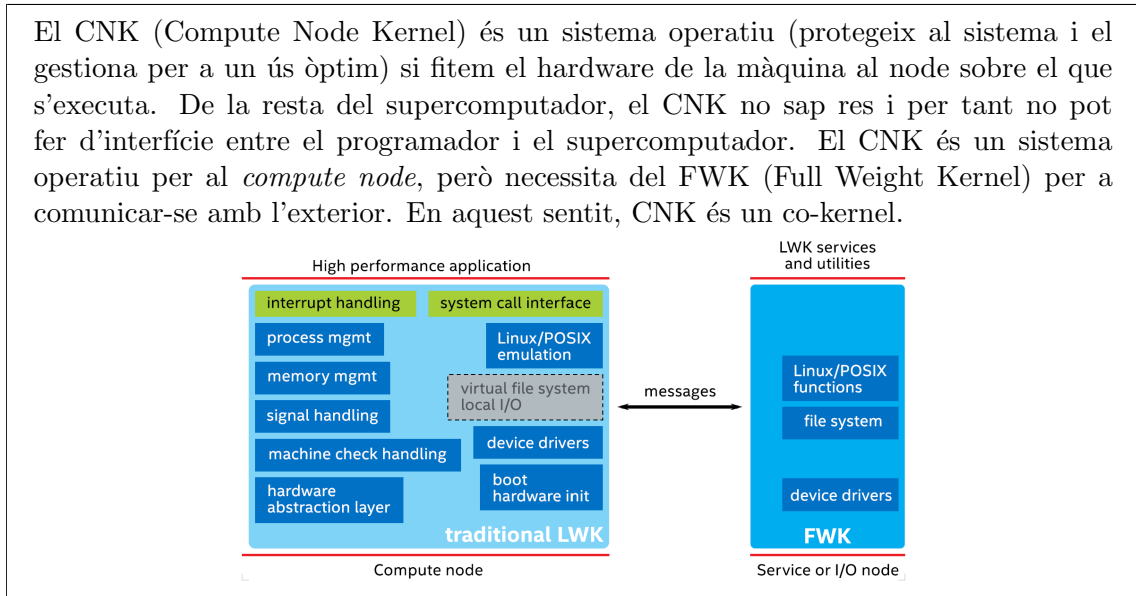 El CNK (Compute Node Kernel) és un sistema operatiu (protegeix al sistema i el
gestiona per a un ús òptim) si fitem el hardware de la màquina al node sobre el que
s'executa. De la resta del supercomputador, el CNK no sap res i per tant no pot
fer d'interfície entre el programador i el supercomputador. El CNK és un sistema
operatiu per al compute node, però necessita del FWK (Full Weight Kernel) per a
comunicar-se amb l'exterior. En aquest sentit, CNK és un co-kernel.
High performance application
interrupt handling
system call interface
process mgmt
Linux/POSIX
emulation
memory mgmt
virtual file system
local I/O
signal handling
device drivers
machine check handling
boot
hardware init
hardware
abstraction layer
traditional LWK
Compute node
messages
LWK services
and utilities
Linux/POSIX
functions
file system
device drivers
FWK
Service or I/O node